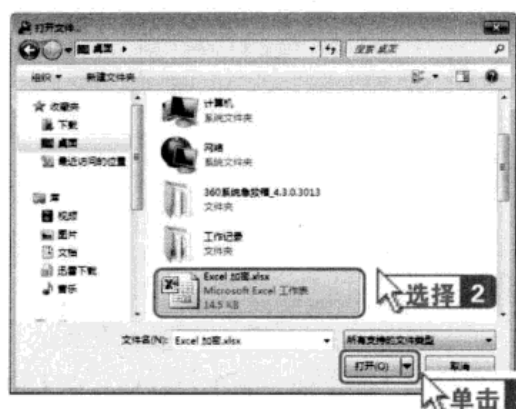 打开文件...
桌面
搜索 桌面
组织 新建文件夹
收藏夹
下载
桌面
最近访问的位置
库
视频
图片
文档
迅雷下载
音乐
计算机
系统文件夹
网络
系统文件夹
360系统急救箱_4.3.0.3013
文件夹
工作记录
文件夹
Excel 加密.xlsx
Microsoft Excel 工作表
14.5 KB
选择 2
文件名(N): Excel 加密.xlsx 所有支持的文件类型
打开(O) 取消
单击